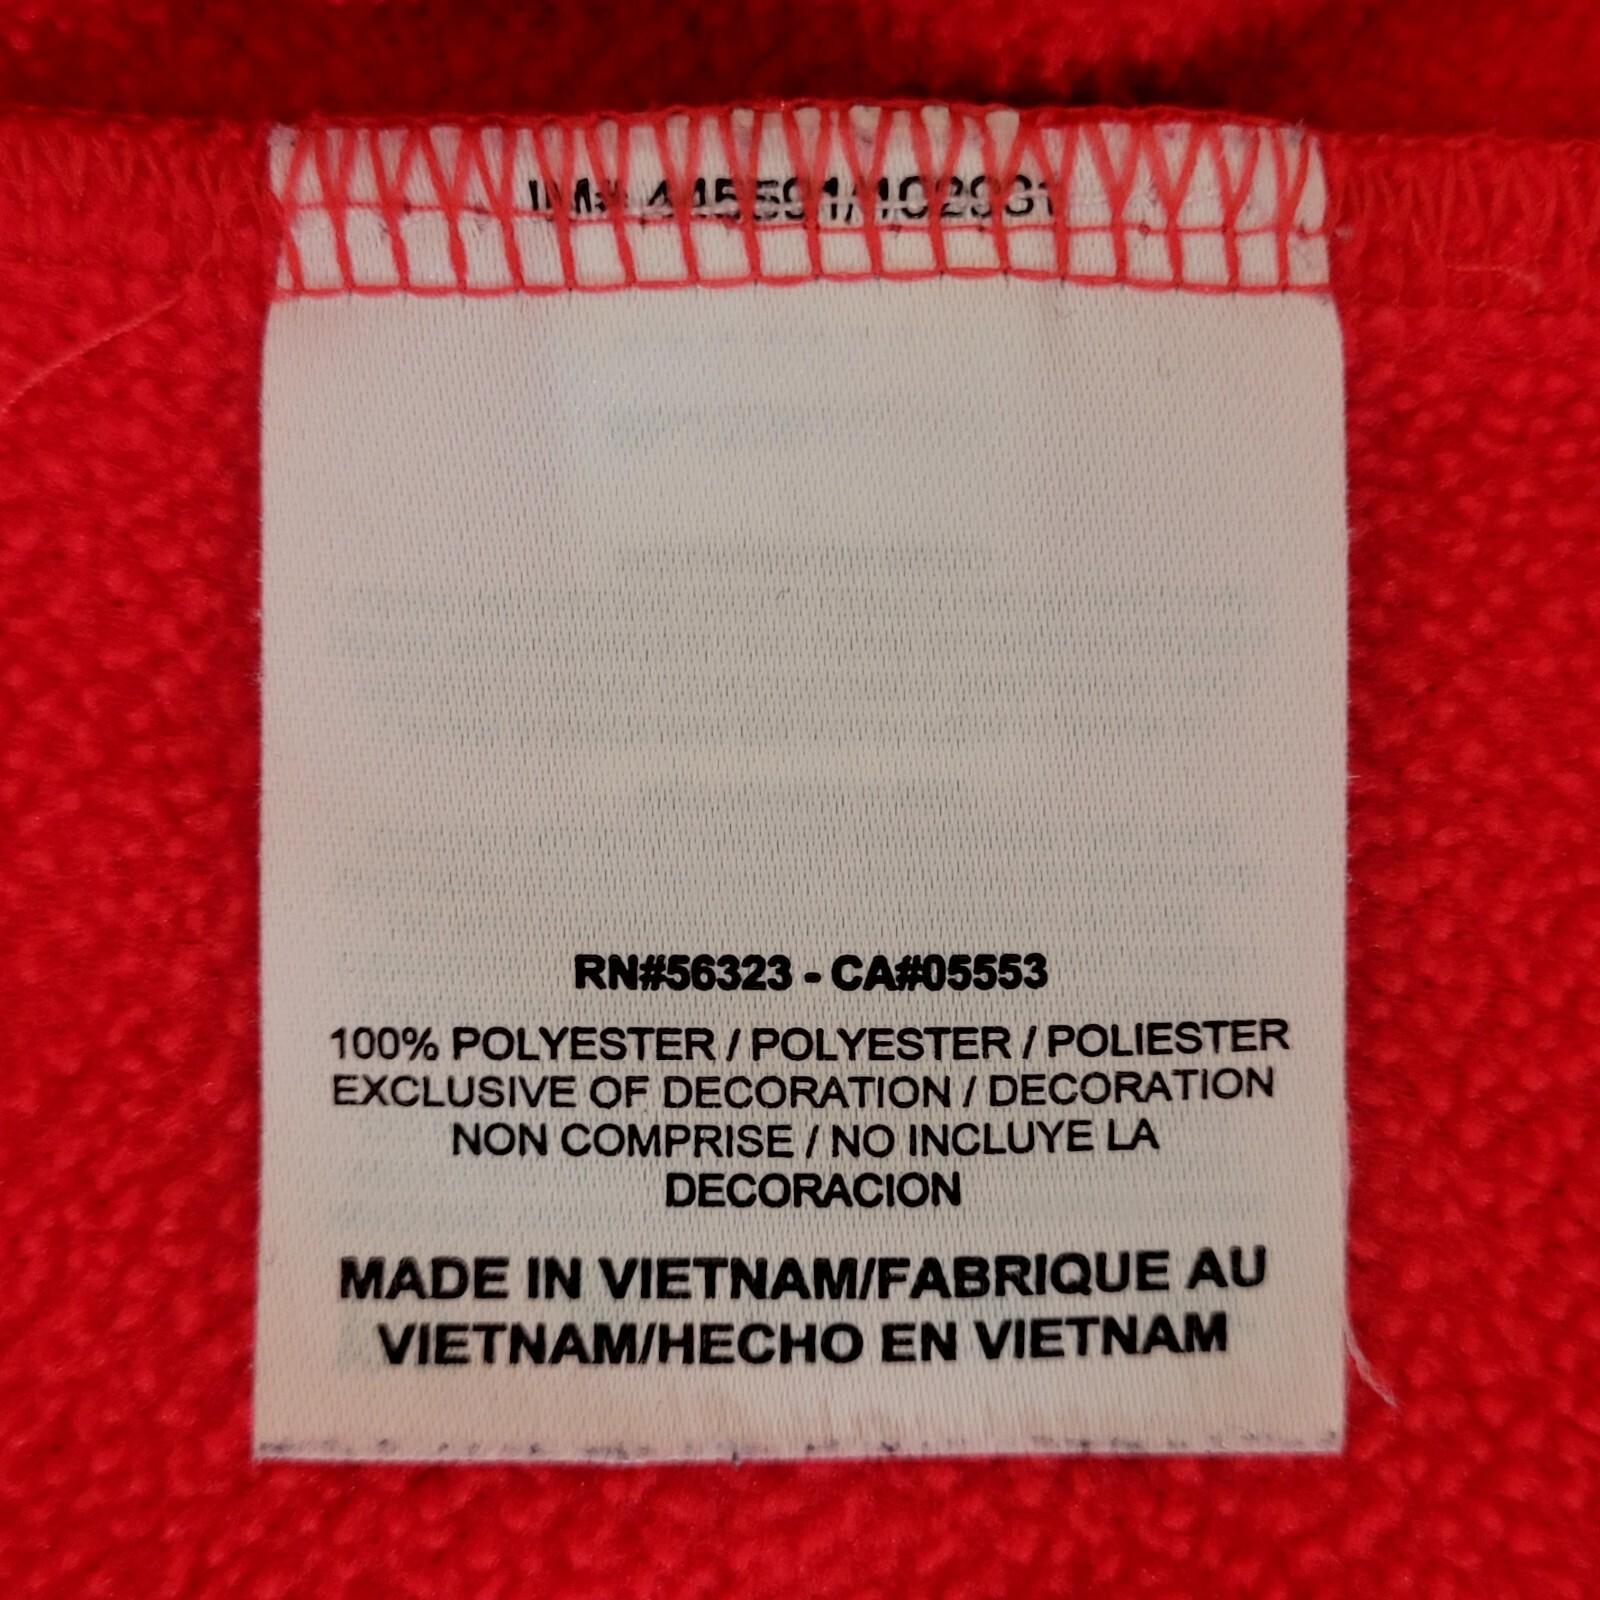 RN#56323 - CA#05553
100% POLYESTER / POLYESTER / POLIESTER
EXCLUSIVE OF DECORATION / DECORATION
NON COMPRISE / NO INCLUYE LA
DECORACION
MADE IN VIETNAM/FABRIQUE AU
VIETNAM/HECHO EN VIETNAM